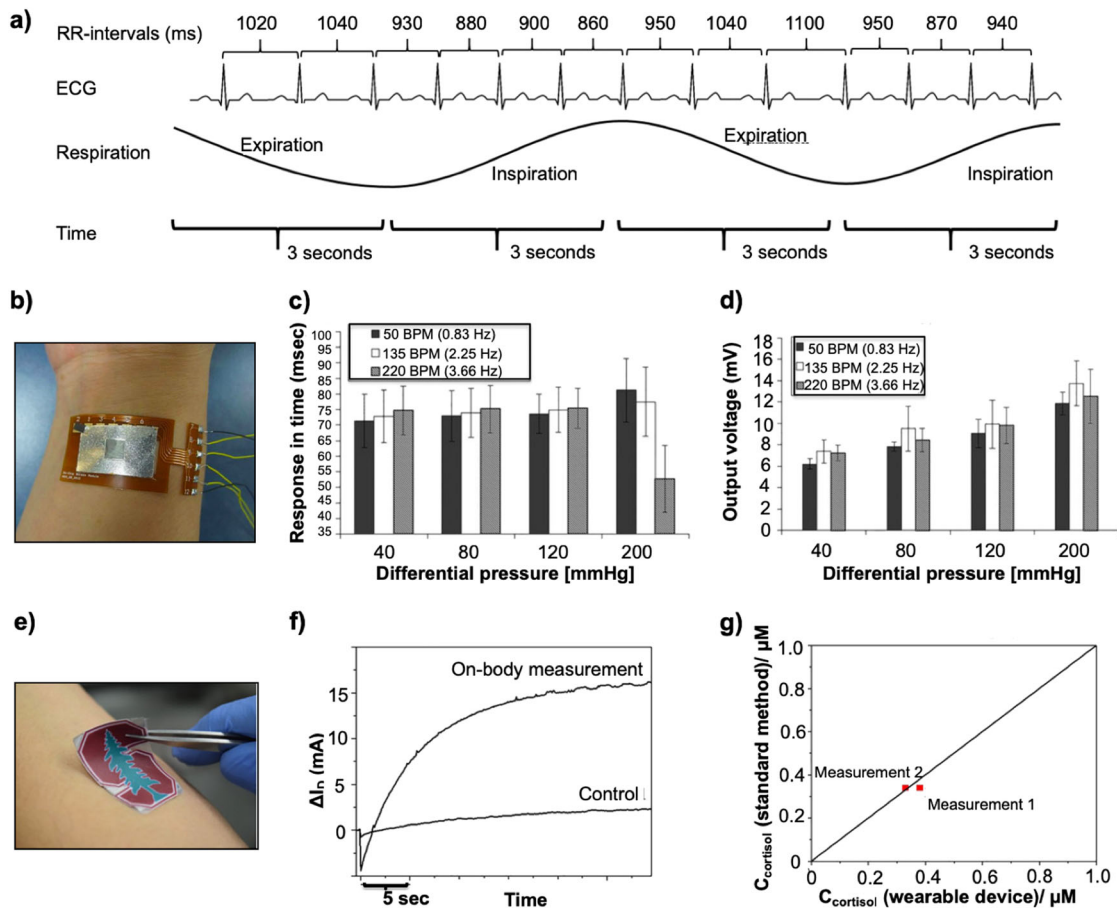 a)
RR-intervals (ms)
1020 1040 930 880 900 860 950 1040 1100 950 870 940
ECG
Respiration
Expiration
Inspiration
Expiration
Inspiration
Time
3 seconds 3 seconds 3 seconds 3 seconds
b)
c)
Response in time (msec)
100
95
90
85
80
75
70
65
60
55
50
45
40
35
50 BPM (0.83 Hz)
135 BPM (2.25 Hz)
220 BPM (3.66 Hz)
40 80 120 200
Differential pressure [mmHg]
d)
Output voltage (mV)
18
16
14
12
10
8
6
4
2
0
50 BPM (0.83 Hz)
135 BPM (2.25 Hz)
220 BPM (3.66 Hz)
40 80 120 200
Differential pressure [mmHg]
e)
f)
ΔIₙ (mA)
15
10
5
0
On-body measurement
Control
5 sec
Time
g)
C cortisol (standard method)/ µM
1.0
0.8
0.6
0.4
0.2
0
Measurement 2
Measurement 1
0 0.2 0.4 0.6 0.8 1.0
C cortisol (wearable device)/ µM